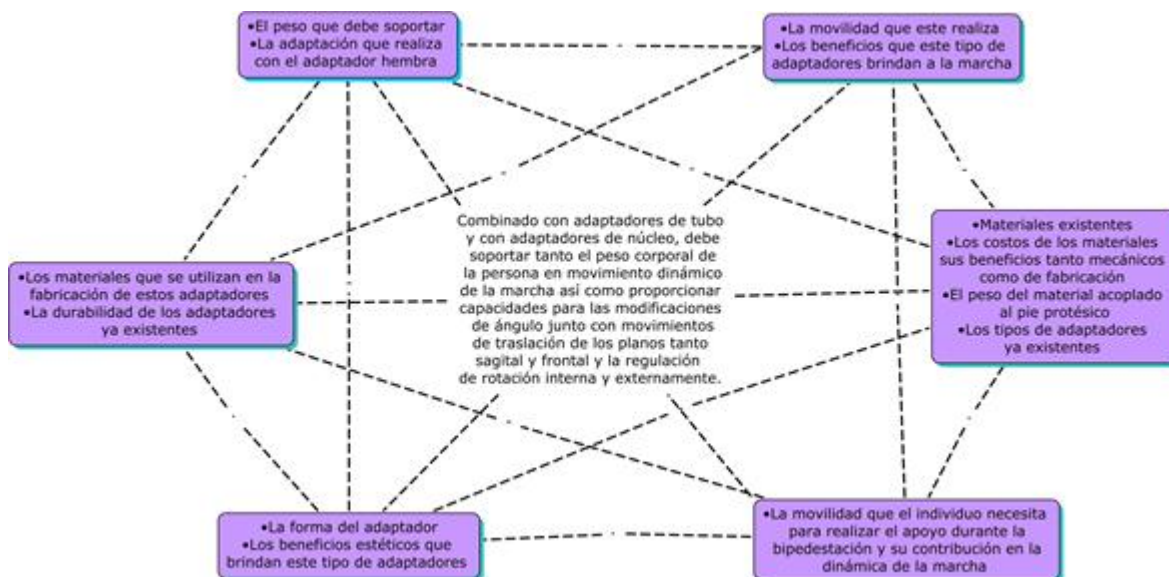 •El peso que debe soportar
•La adaptación que realiza
con el adaptador hembra
•La movilidad que este realiza
•Los beneficios que este tipo de
adaptadores brindan a la marcha
Combinado con adaptadores de tubo
y con adaptadores de núcleo, debe
soportar tanto el peso corporal de
la persona en movimiento dinámico
de la marcha así como proporcionar
capacidades para las modificaciones
de ángulo junto con movimientos
de traslación de los planos tanto
sagital y frontal y la regulación
de rotación interna y externamente.
•Los materiales que se utilizan en la
fabricación de estos adaptadores
•La durabilidad de los adaptadores
ya existentes
•Materiales existentes
•Los costos de los materiales
sus beneficios tanto mecánicos
como de fabricación
•El peso del material acoplado
al pie protésico
•Los tipos de adaptadores
ya existentes
•La forma del adaptador
•Los beneficios estéticos que
brindan este tipo de adaptadores
•La movilidad que el individuo necesita
para realizar el apoyo durante la
bipedestación y su contribución en la
dinámica de la marcha